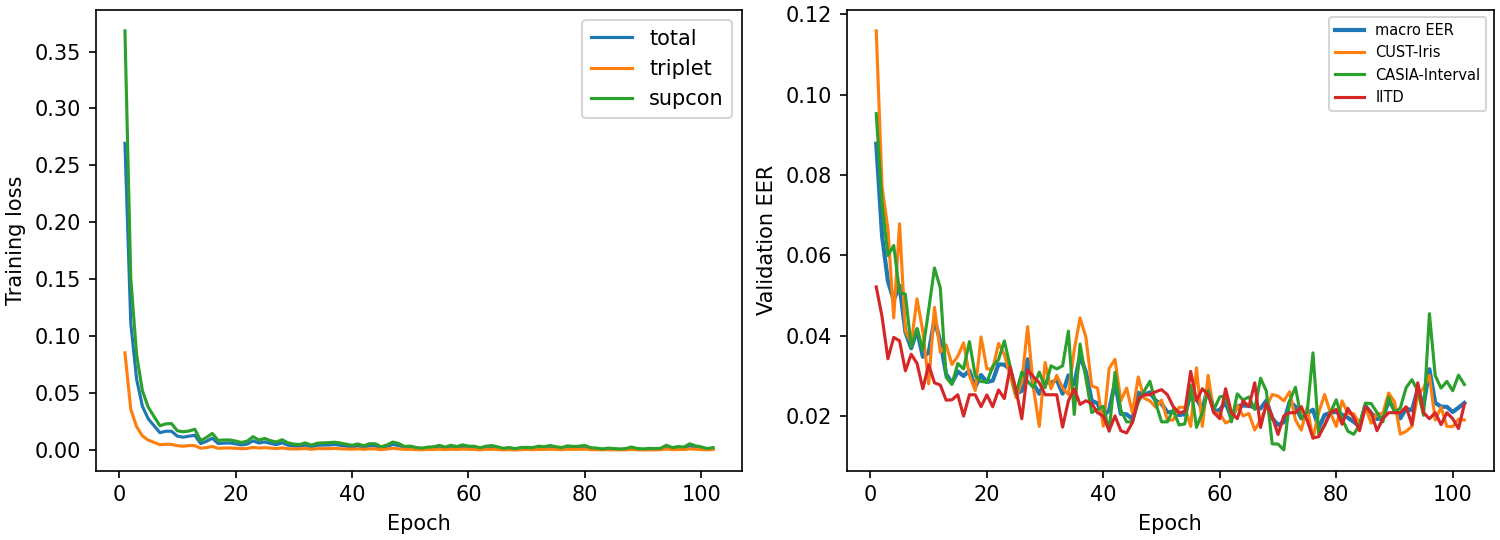 0.35
0.30
0.25
0.20
0.15
0.10
0.05
0.00
Training loss
0 20 40 60 80 100
Epoch
total
triplet
supcon
0.12
0.10
0.08
0.06
0.04
0.02
Validation EER
0 20 40 60 80 100
Epoch
macro EER
CUST-Iris
CASIA-Interval
IITD